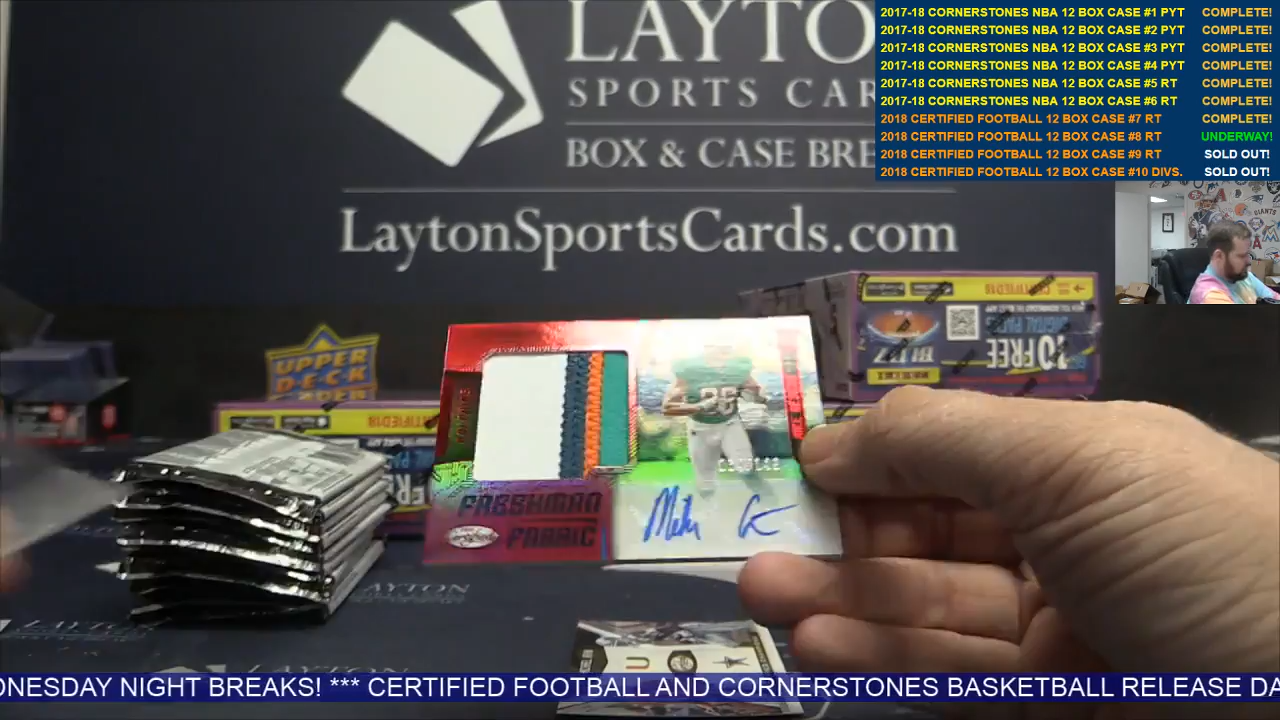 2017-18 CORNERSTONES NBA 12 BOX CASE #1 PYT COMPLETE!
2017-18 CORNERSTONES NBA 12 BOX CASE #2 PYT COMPLETE!
2017-18 CORNERSTONES NBA 12 BOX CASE #3 PYT COMPLETE!
2017-18 CORNERSTONES NBA 12 BOX CASE #4 PYT COMPLETE!
2017-18 CORNERSTONES NBA 12 BOX CASE #5 RT COMPLETE!
2017-18 CORNERSTONES NBA 12 BOX CASE #6 RT COMPLETE!
2018 CERTIFIED FOOTBALL 12 BOX CASE #7 RT COMPLETE!
2018 CERTIFIED FOOTBALL 12 BOX CASE #8 RT UNDERWAY!
2018 CERTIFIED FOOTBALL 12 BOX CASE #9 RT SOLD OUT!
2018 CERTIFIED FOOTBALL 12 BOX CASE #10 DIVS. SOLD OUT!
LAYTO
SPORTS CAR
BOX & CASE BRE
LaytonSportsCards.com
UPPER
DECK
10 FREE
DIGITAL PACKS
FRESHMAN
FABRIC
LAYTON
ONESDAY NIGHT BREAKS! *** CERTIFIED FOOTBALL AND CORNERSTONES BASKETBALL RELEASE DA